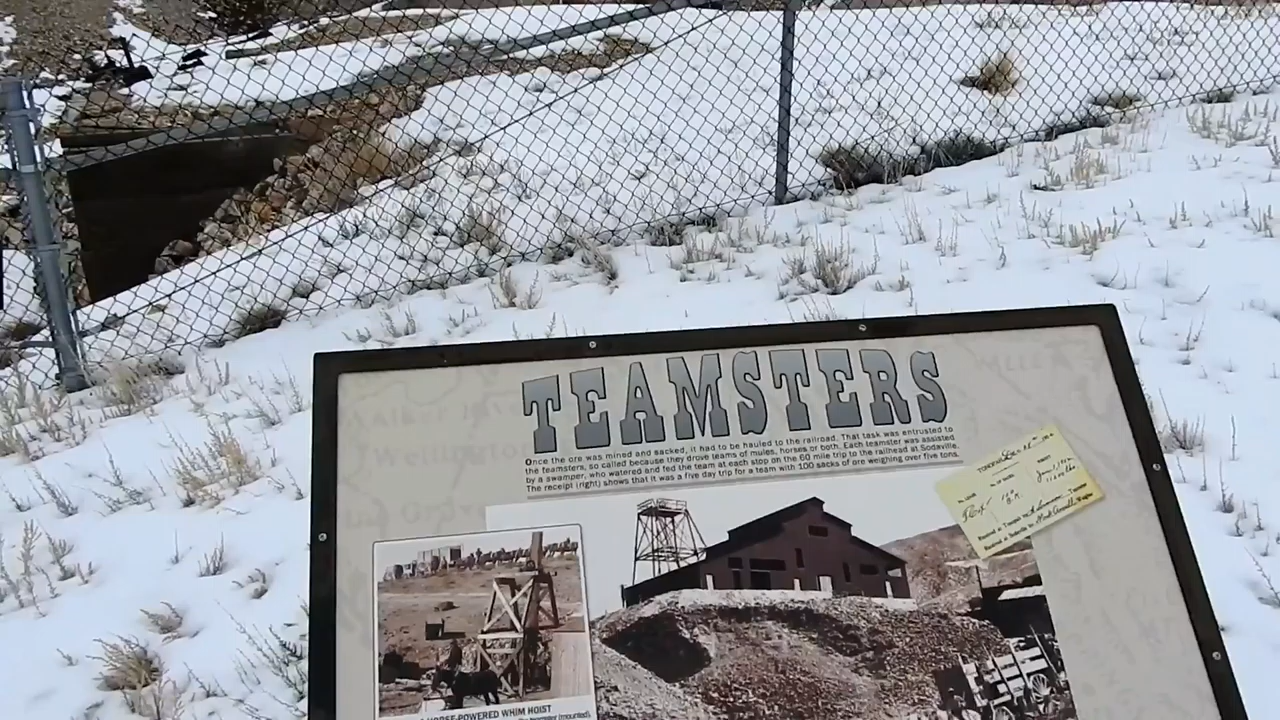 TEAMSTERS
Once the ore was mined and sacked, it had to be hauled to the railroad. That task was entrusted to
the teamsters, so called because they drove teams of mules, horses or both. Each teamster was assisted
by a swamper, who watered and fed the team at each stop on the 60 mile trip to the railhead at Sodaville.
The receipt (right) shows that it was a five day trip for a team with 100 sacks of ore weighing over five tons.
HORSE-POWERED WHIM HOIST
teamster (mounted),